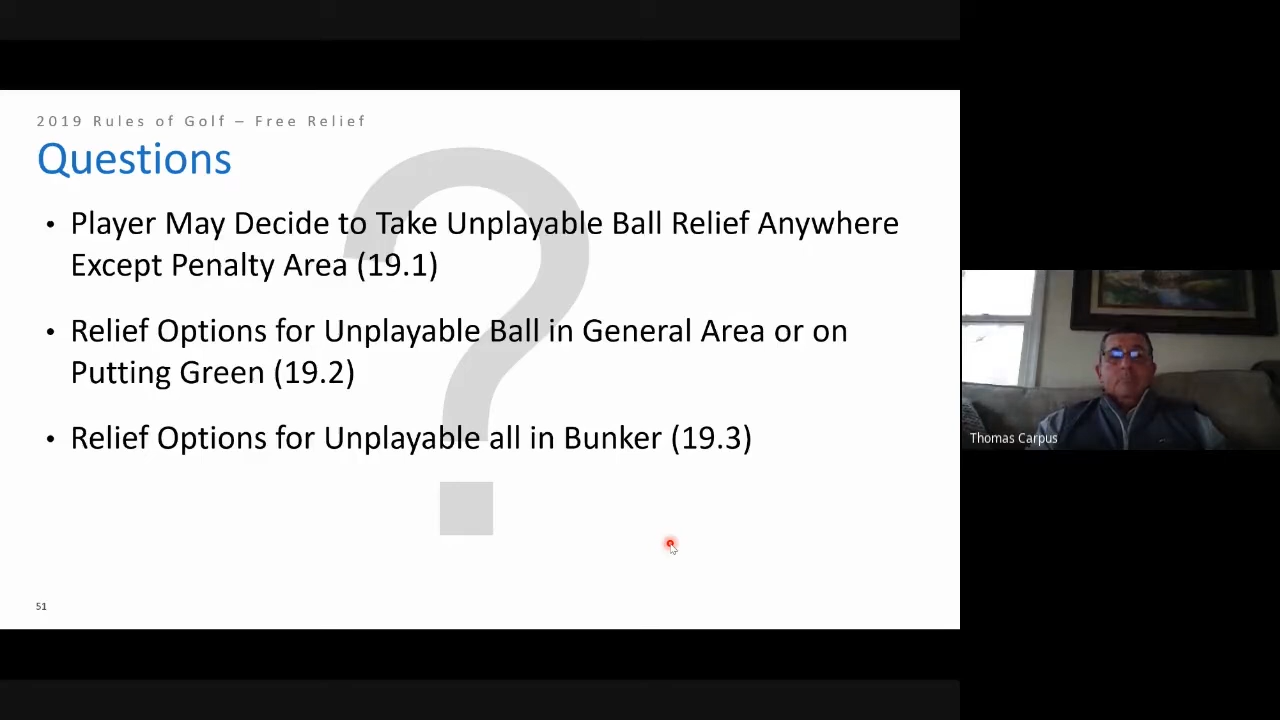 2019 Rules of Golf – Free Relief
Questions
• Player May Decide to Take Unplayable Ball Relief Anywhere
Except Penalty Area (19.1)
• Relief Options for Unplayable Ball in General Area or on
Putting Green (19.2)
• Relief Options for Unplayable all in Bunker (19.3)
?
51
Thomas Carpus